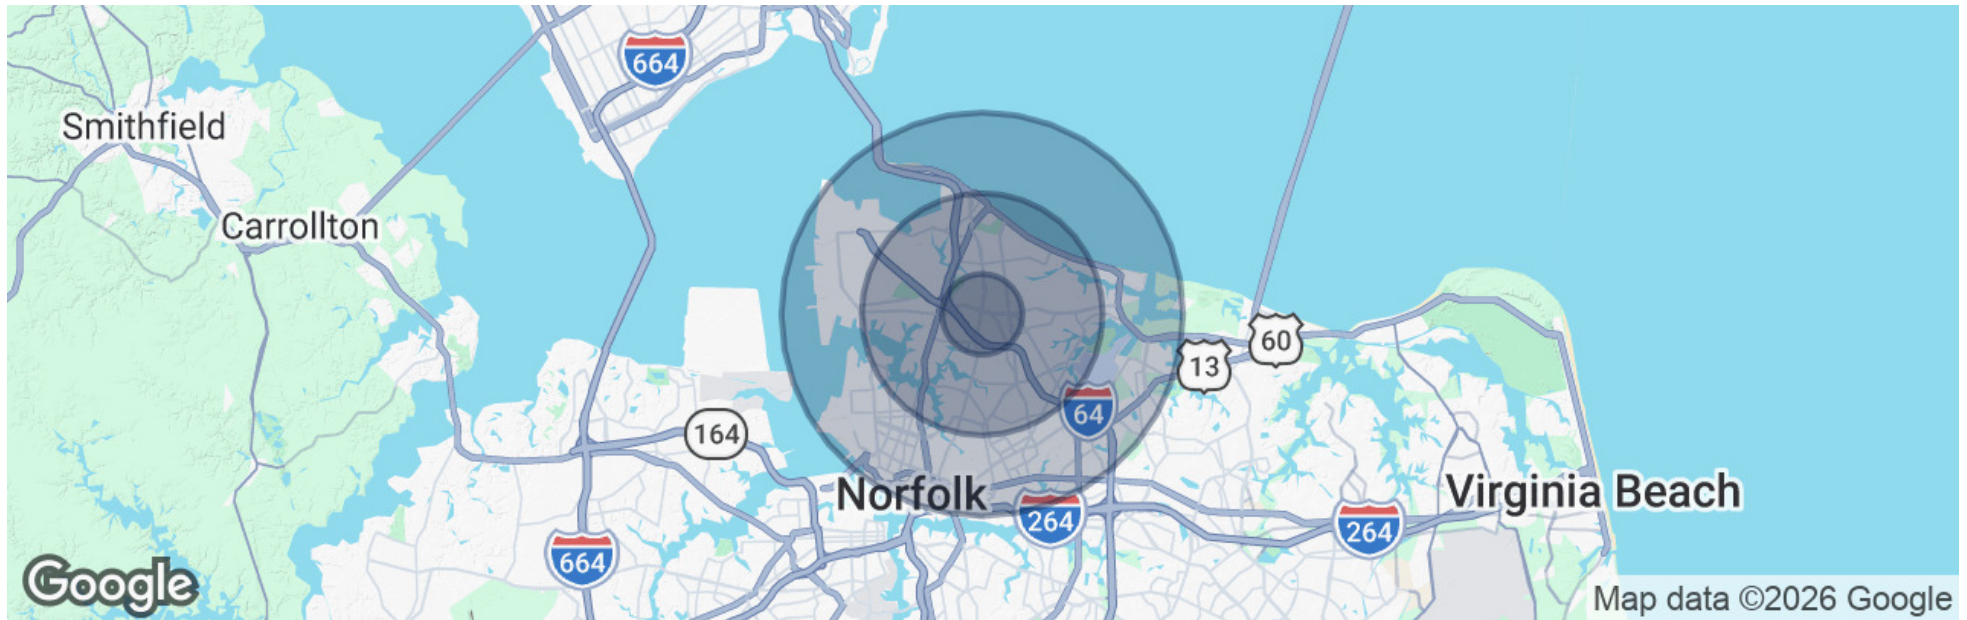 664
Smithfield
Carrollton
60
13
64
164
Norfolk
Virginia Beach
264
264
664
Google
Map data ©2026 Google